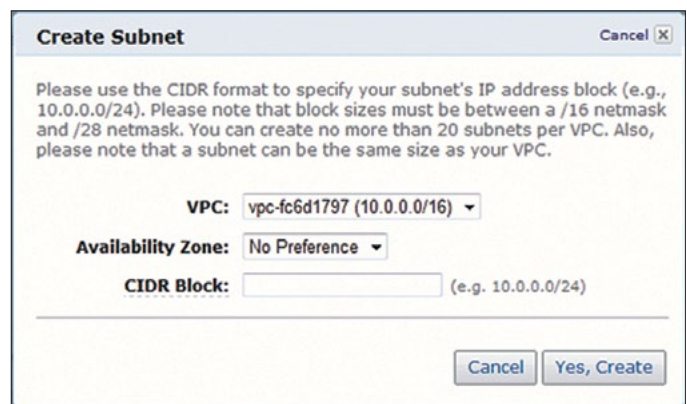 Create Subnet
Cancel X
Please use the CIDR format to specify your subnet's IP address block (e.g.,
10.0.0.0/24). Please note that block sizes must be between a /16 netmask
and /28 netmask. You can create no more than 20 subnets per VPC. Also,
please note that a subnet can be the same size as your VPC.
VPC: vpc-fc6d1797 (10.0.0.0/16)
Availability Zone: No Preference
CIDR Block: (e.g. 10.0.0.0/24)
Cancel Yes, Create